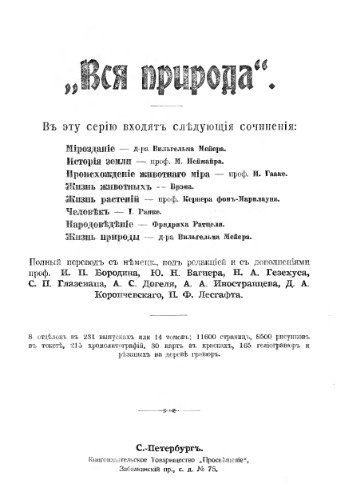 „Вся природа“.
Въ эту серію входятъ слѣдующія сочиненія:
Мірозданіе — д-ра Вильгельма Мейера.
Исторія земли — проф. М. Неймайра.
Происхожденіе животнаго міра — проф. И. Гааке.
Жизнь животныхъ — Брэма.
Жизнь растеній — проф. Кернера фонъ-Марилауна.
Человѣкъ — І. Ранке.
Народовѣдѣніе — Фридриха Ратцеля.
Жизнь природы — д-ра Вильгельма Мейера.
Полный переводъ съ нѣмецк. подъ редакціей и съ дополненіями
проф. И. П. Бородина, Ю. Н. Вагнера, Н. А. Гезехуса,
С. П. Глазенапа, А. С. Догеля, А. А. Иностранцева, Д. А.
Коропчевскаго, П. Ф. Лесгафта.
8 отдѣловъ въ 231 выпускахъ или 14 томовъ; 11600 страницъ, 8500 рисунковъ
въ текстѣ, 215 хромолитографій, 30 картъ въ краскахъ, 165 геліогравюръ и
рѣзаныхъ на деревѣ гравюръ.
С.-Петербургъ.
Книгоиздательское Товарищество „Просвѣщеніе“,
Забалканскій пр., с. д. № 75.